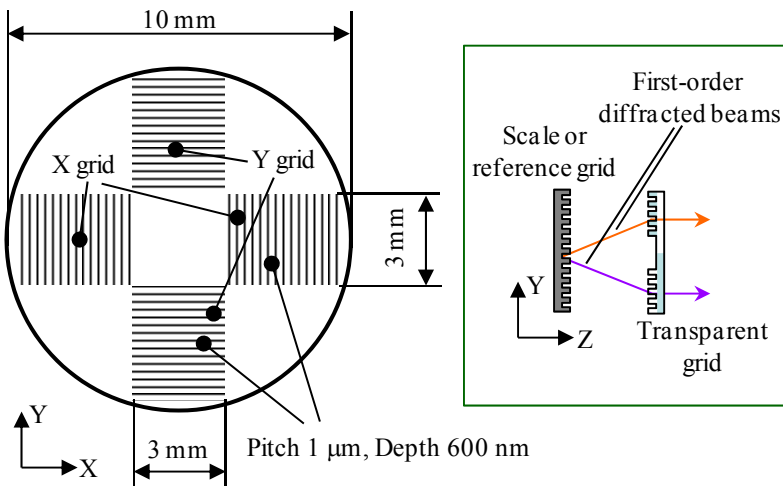 10 mm
X grid
Y grid
3 mm
3 mm
Pitch 1 μm, Depth 600 nm
Y
X
First-order
diffracted beams
Scale or
reference grid
Y
Z
Transparent
grid